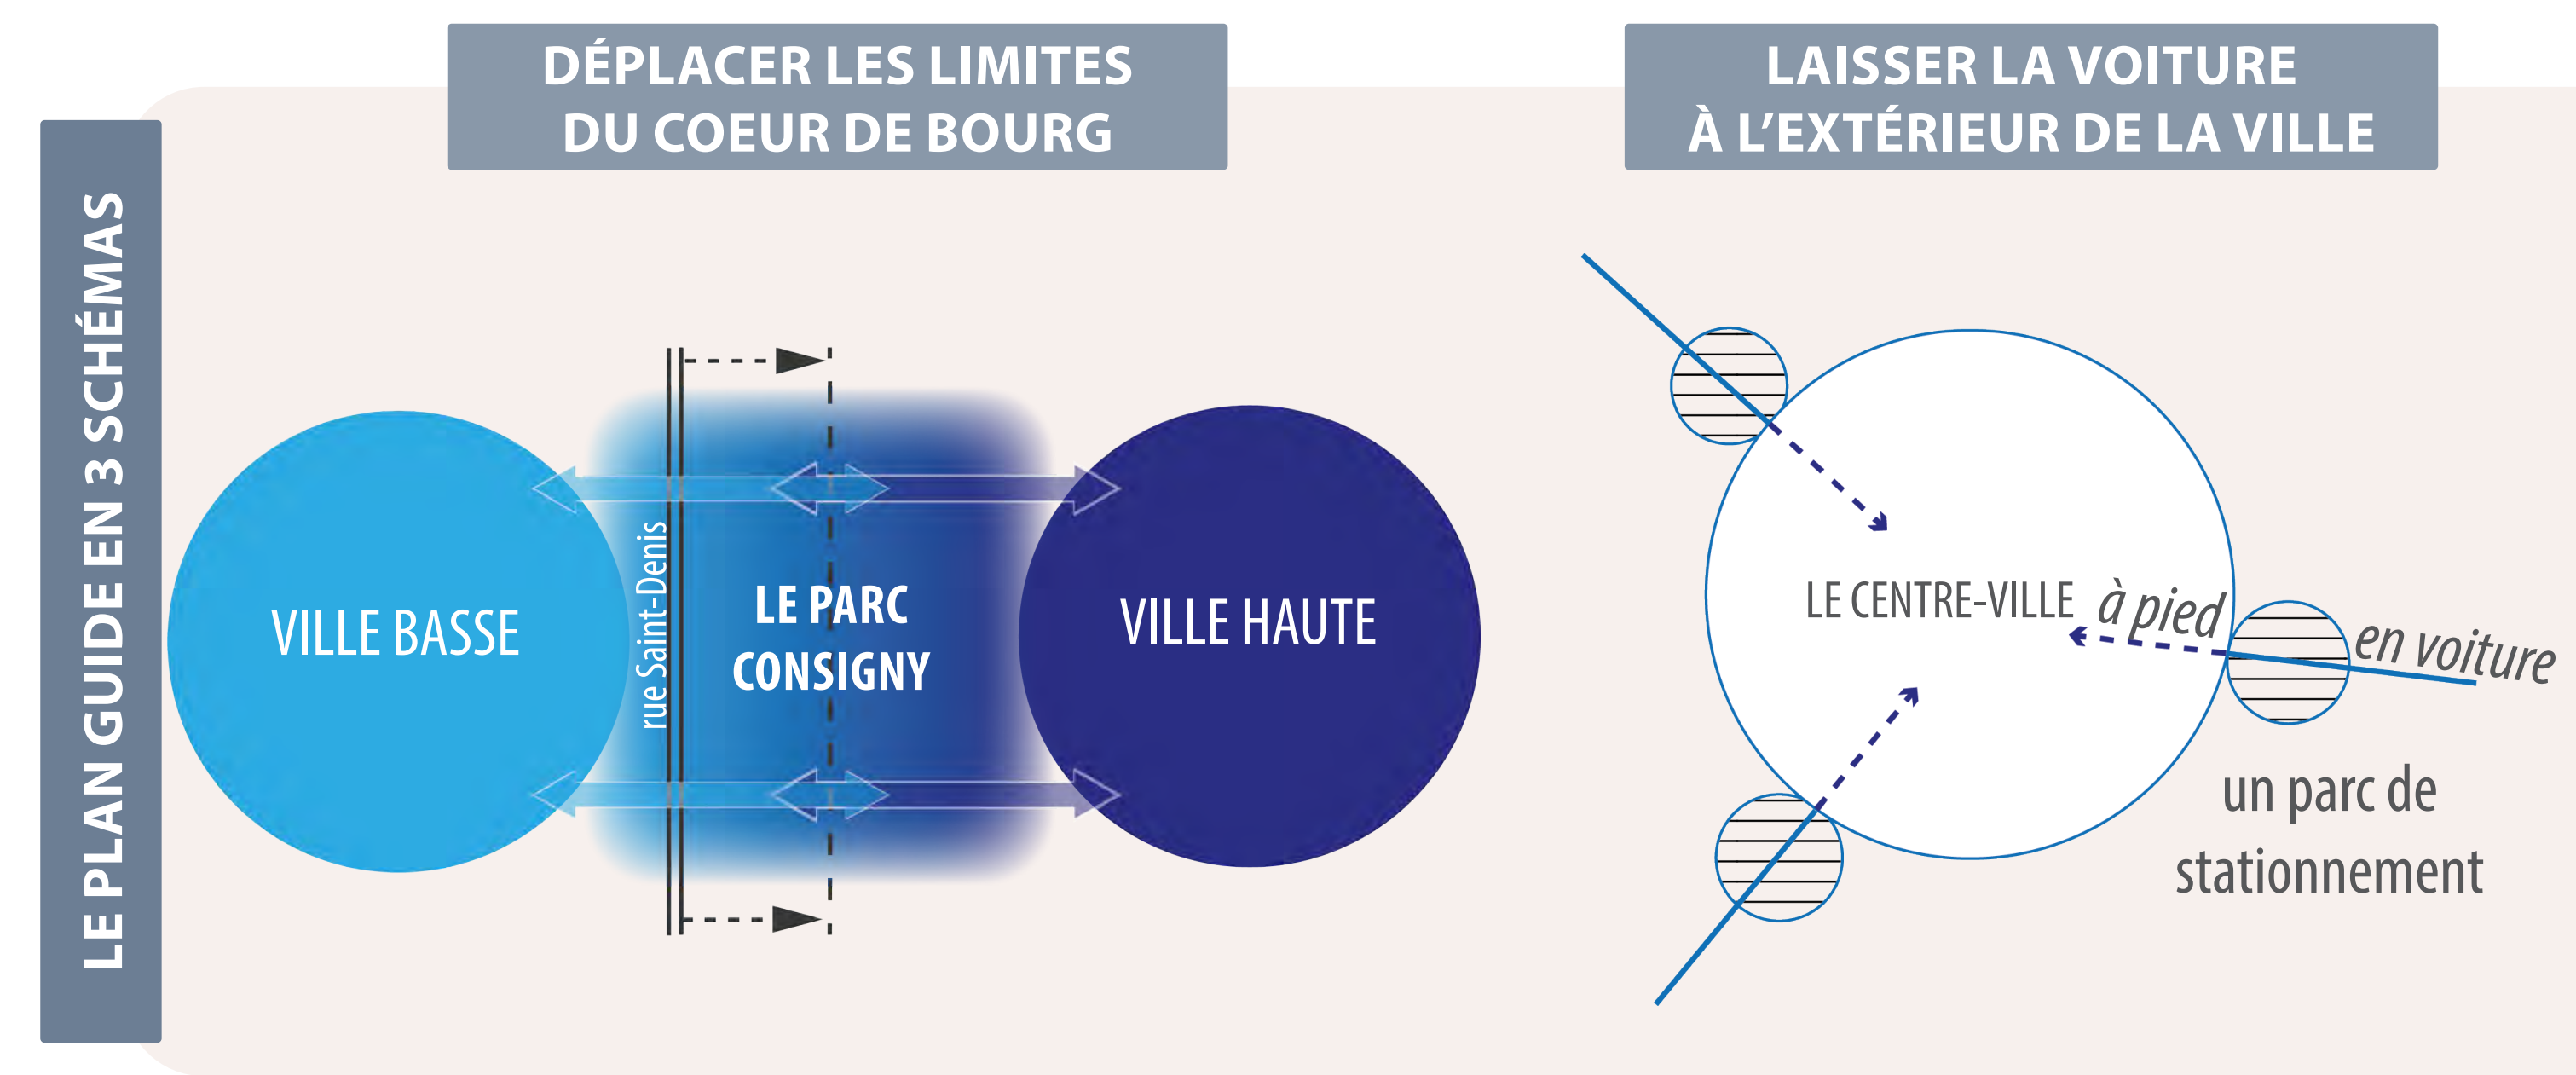 LE PLAN GUIDE EN 3 SCHÉMAS
DÉPLACER LES LIMITES
DU COEUR DE BOURG
VILLE BASSE
rue Saint-Denis
LE PARC
CONSIGNY
VILLE HAUTE
LAISSER LA VOITURE
À L'EXTÉRIEUR DE LA VILLE
LE CENTRE-VILLE
à pied
en voiture
un parc de
stationnement